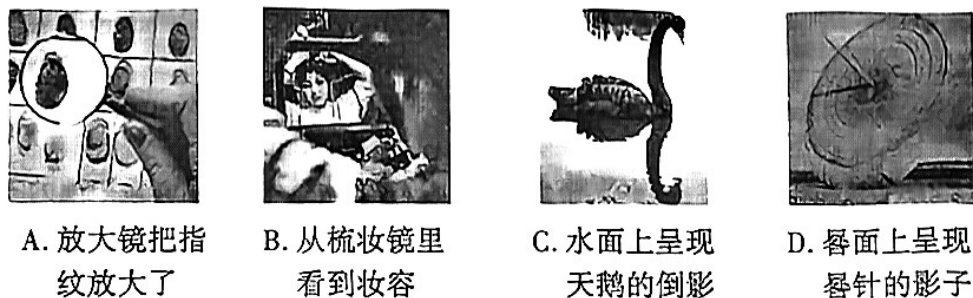 A. 放大镜把指
纹放大了
B. 从梳妆镜里
看到妆容
C. 水面上呈现
天鹅的倒影
D. 晷面上呈现
晷针的影子